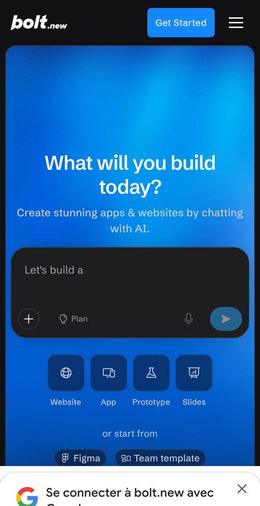 bolt.new
Get Started
What will you build
today?
Create stunning apps & websites by chatting
with AI.
Let's build a
Plan
Website App Prototype Slides
or start from
Figma Team template
Se connecter à bolt.new avec